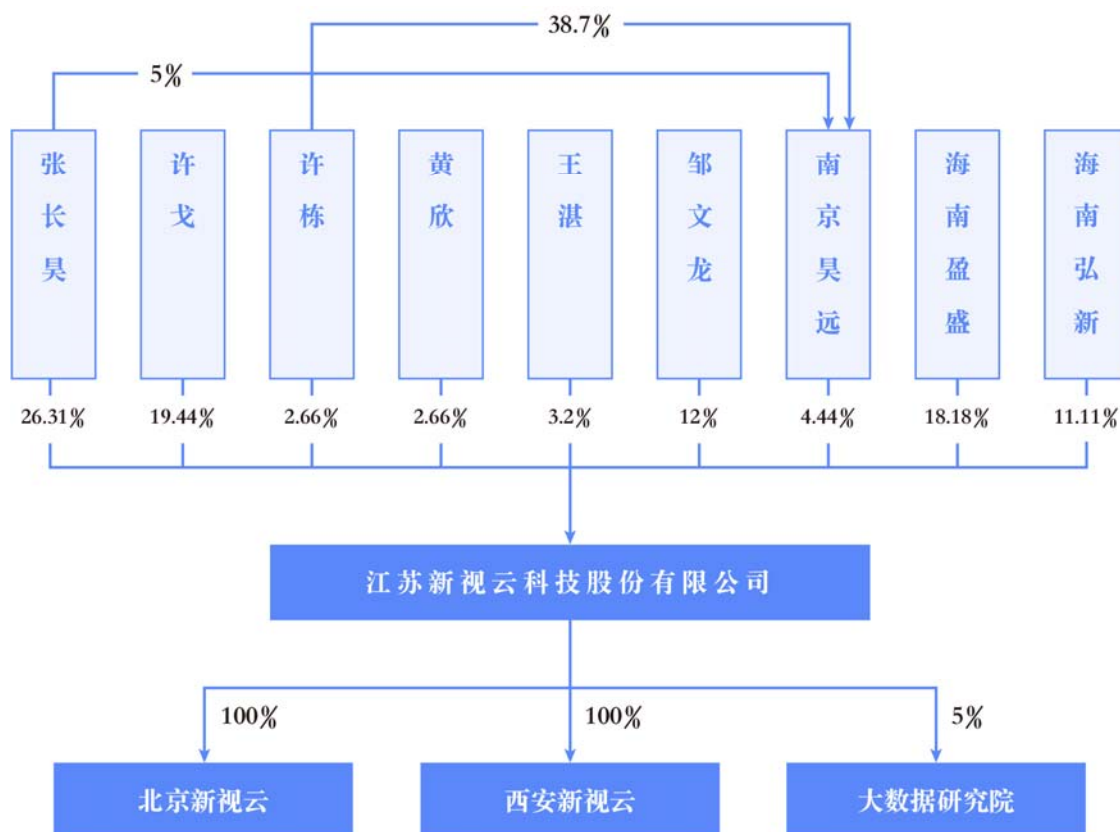 38.7%
5%
张长昊
许戈
许栋
黄欣
王湛
邹文龙
南京昊远
海南盈盛
海南弘新
26.31%
19.44%
2.66%
2.66%
3.2%
12%
4.44%
18.18%
11.11%
江苏新视云科技股份有限公司
100%
100%
5%
北京新视云
西安新视云
大数据研究院